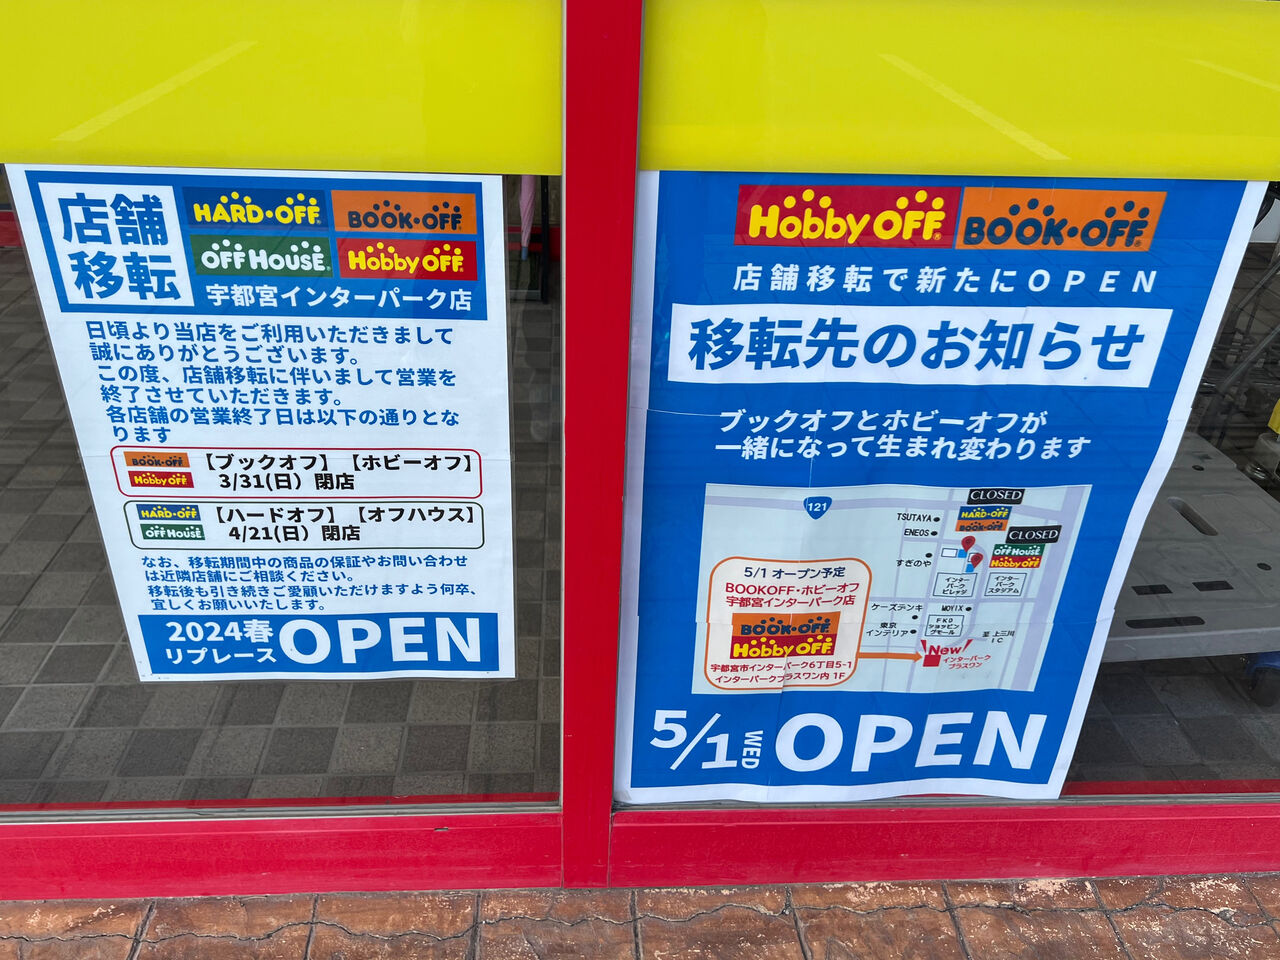 店舗
移転
HARD・OFF
BOOK・OFF
OFF HOUSE
Hobby OFF
宇都宮インターパーク店
日頃より当店をご利用いただきまして
誠にありがとうございます。
この度、店舗移転に伴いまして営業を
終了させていただきます。
各店舗の営業終了日は以下の通りとな
ります
BOOK・OFF
Hobby OFF
【ブックオフ】【ホビーオフ】
3/31(日）閉店
HARD・OFF
OFF HOUSE
【ハードオフ】【オフハウス】
4/21(日）閉店
なお、移転期間中の商品の保証やお問い合わせ
は近隣店舗にご相談ください。
移転後も引き続きご愛顧いただけますよう何卒、
宜しくお願いいたします。
2024春
リプレース
OPEN
Hobby OFF
BOOK・OFF
店舗移転で新たにOPEN
移転先のお知らせ
ブックオフとホビーオフが
一緒になって生まれ変わります
121
CLOSED
HARD・OFF
BOOK・OFF
TSUTAYA
ENEOS
CLOSED
OFF HOUSE
Hobby OFF
すぎのや
インター
パーク
ビレッジ
インター
パーク
スタジアム
ケーズデンキ
MOVIX
東京
インテリア
FKD
ショッピン
グモール
至 上三川
IC
New
インターパーク
プラスワン
5/1 オープン予定
BOOKOFF・ホビーオフ
宇都宮インターパーク店
BOOK・OFF
Hobby OFF
宇都宮市インターパーク6丁目5-1
インターパークプラスワン内 1F
5/1 WED OPEN